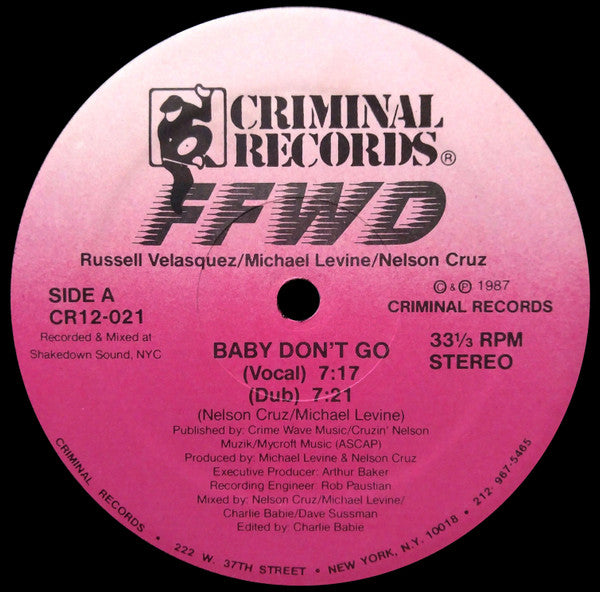 CRIMINAL
RECORDS®
FFWD
Russell Velasquez/Michael Levine/Nelson Cruz
SIDE A
CR12-021
Recorded & Mixed at
Shakedown Sound, NYC
© & ℗ 1987
CRIMINAL RECORDS
33⅓ RPM
STEREO
BABY DON'T GO
(Vocal) 7:17
(Dub) 7:21
(Nelson Cruz/Michael Levine)
Published by: Crime Wave Music/Cruzin' Nelson
Muzik/Mycroft Music (ASCAP)
Produced by: Michael Levine & Nelson Cruz
Executive Producer: Arthur Baker
Recording Engineer: Rob Paustian
Mixed by: Nelson Cruz/Michael Levine/
Charlie Babie/Dave Sussman
Edited by: Charlie Babie
CRIMINAL RECORDS • 222 W. 37TH STREET • NEW YORK, N.Y. 10018 • 212-967-5465